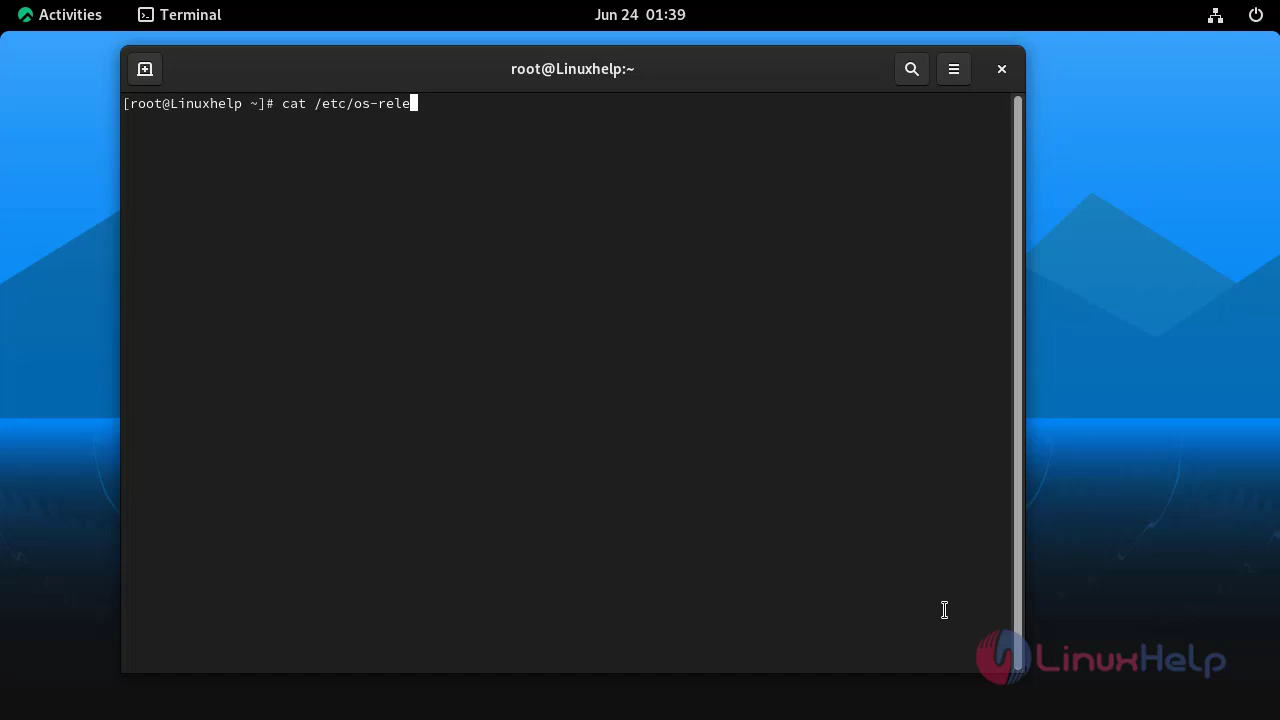 Activities Terminal Jun 24 01:39
root@Linuxhelp:~
[root@Linuxhelp ~]# cat /etc/os-rele
LinuxHelp